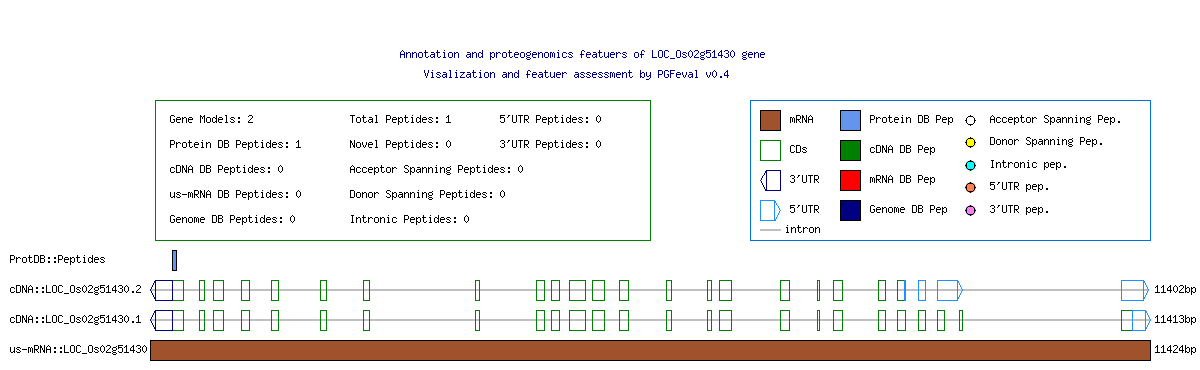 Annotation and proteogenomics featuers of LOC_Os02g51430 gene
Visalization and featuer assessment by PGFeval v0.4
Gene Models: 2 Total Peptides: 1 5'UTR Peptides: 0
Protein DB Peptides: 1 Novel Peptides: 0 3'UTR Peptides: 0
cDNA DB Peptides: 0 Acceptor Spanning Peptides: 0
us-mRNA DB Peptides: 0 Donor Spanning Peptides: 0
Genome DB Peptides: 0 Intronic Peptides: 0
mRNA Protein DB Pep Acceptor Spanning Pep.
CDs cDNA DB Pep Donor Spanning Pep.
3'UTR mRNA DB Pep Intronic pep.
5'UTR Genome DB Pep 5'UTR pep.
intron 3'UTR pep.
ProtDB::Peptides
cDNA::LOC_Os02g51430.2 11402bp
cDNA::LOC_Os02g51430.1 11413bp
us-mRNA::LOC_Os02g51430 11424bp